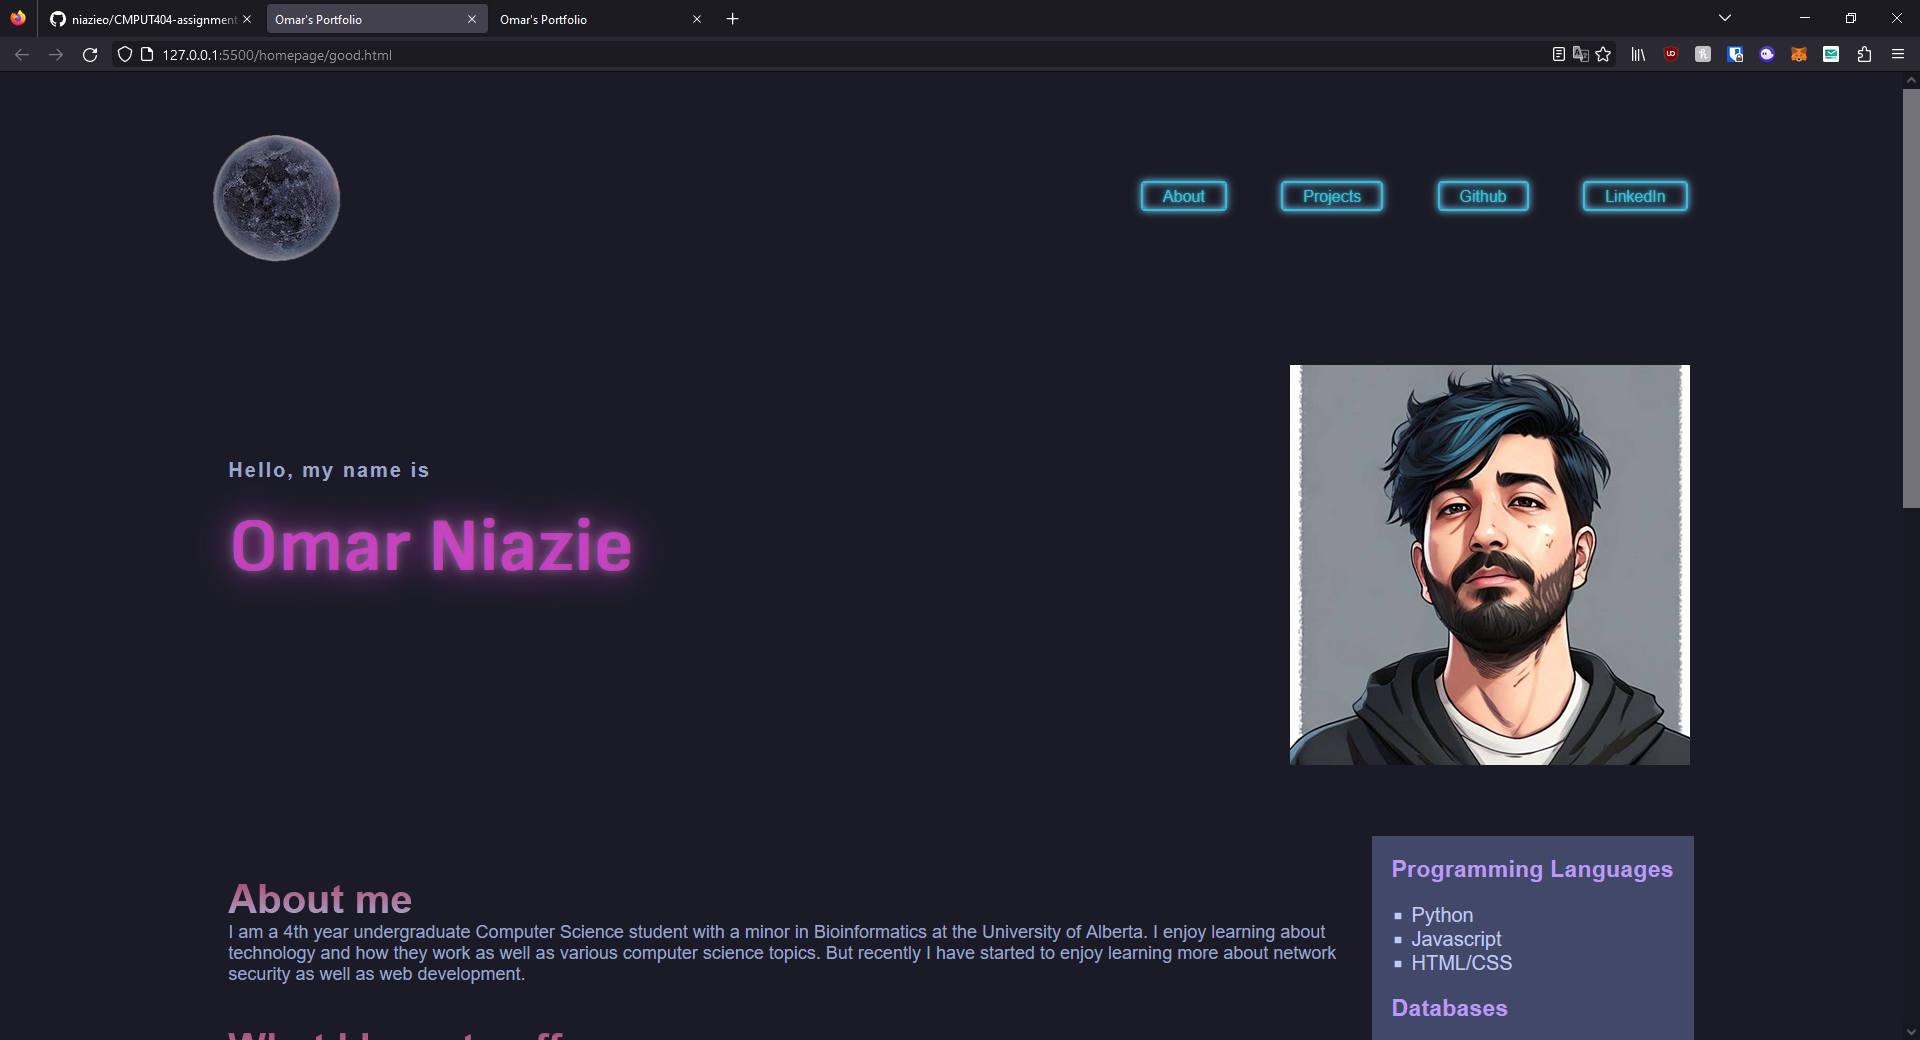 niazieo/CMPUT404-assignment
Omar's Portfolio
Omar's Portfolio
127.0.0.1:5500/homepage/good.html
About
Projects
Github
LinkedIn
Hello, my name is
Omar Niazie
About me
I am a 4th year undergraduate Computer Science student with a minor in Bioinformatics at the University of Alberta. I enjoy learning about
technology and how they work as well as various computer science topics. But recently I have started to enjoy learning more about network
security as well as web development.
Programming Languages
Python
Javascript
HTML/CSS
Databases